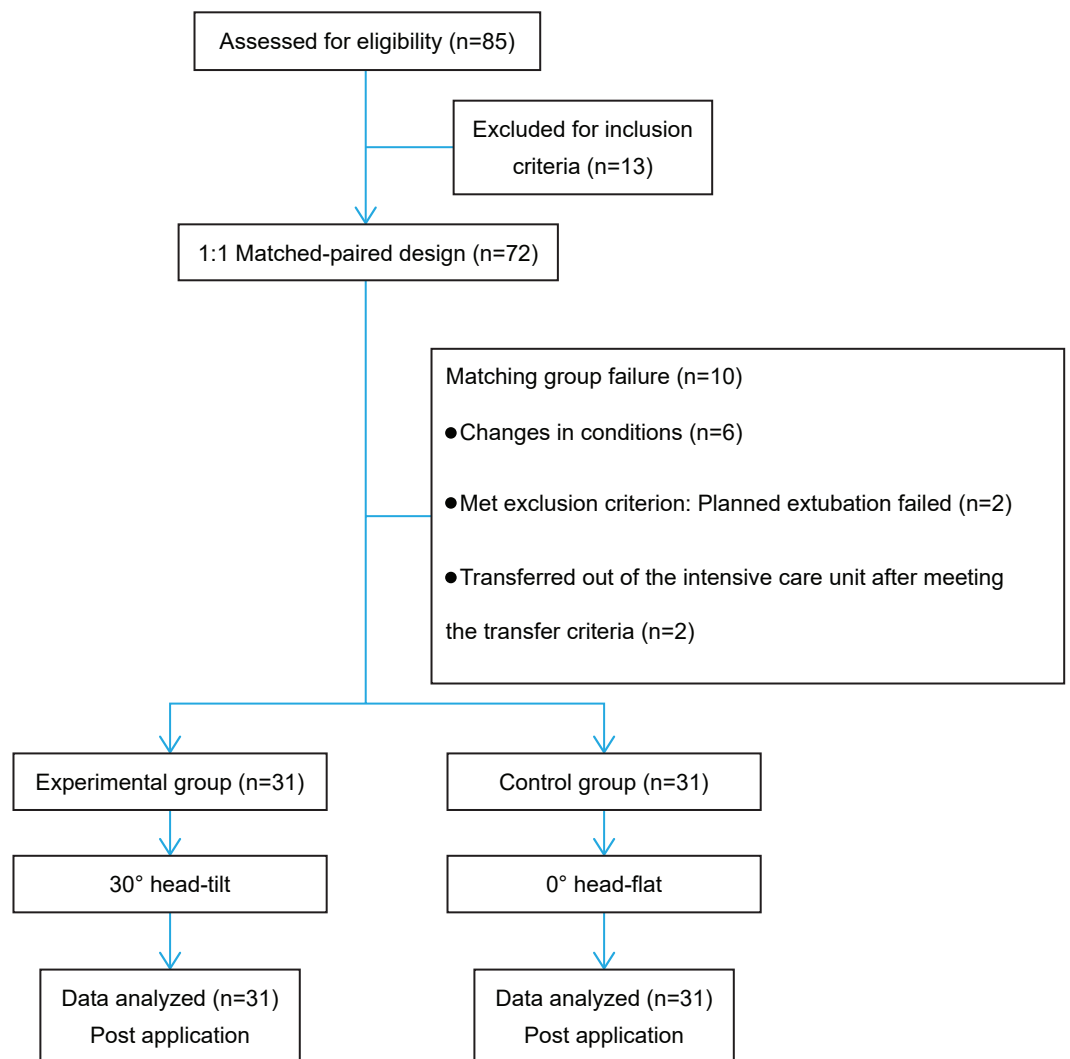 Assessed for eligibility (n=85)
Excluded for inclusion
criteria (n=13)
1:1 Matched-paired design (n=72)
Matching group failure (n=10)
●Changes in conditions (n=6)
●Met exclusion criterion: Planned extubation failed (n=2)
●Transferred out of the intensive care unit after meeting
the transfer criteria (n=2)
Experimental group (n=31)
Control group (n=31)
30° head-tilt
0° head-flat
Data analyzed (n=31)
Post application
Data analyzed (n=31)
Post application